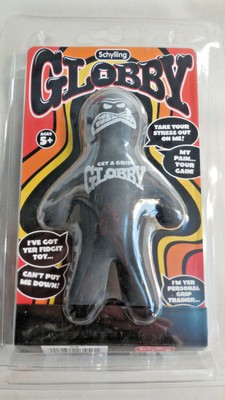 Schylling
GLOBBY
AGES
5+
TAKE YOUR
STRESS OUT
ON ME!
MY
PAIN...
YOUR
GAIN!
GET A GRIP!
GLOBBY
I'VE GOT
YER FIDGIT
TOY...
CAN'T PUT
ME DOWN!
I'M YER
PERSONAL
GRIP
TRAINER...